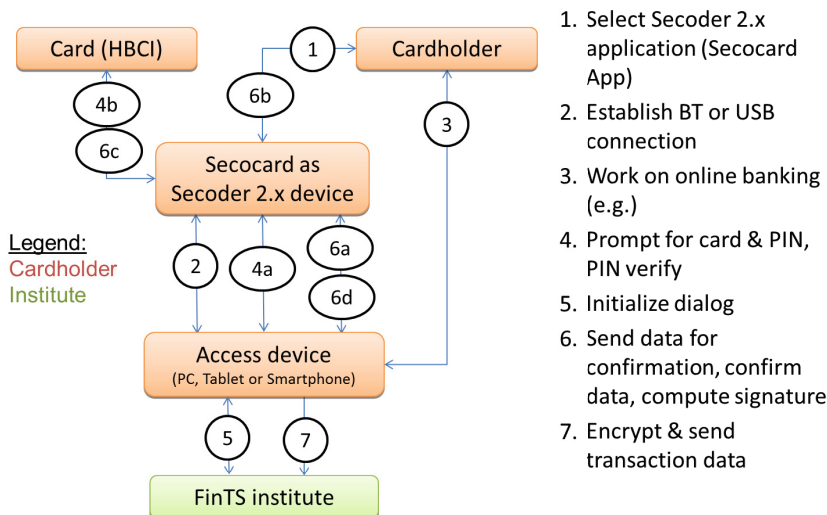 Card (HBCI)
1
Cardholder
4b
6b
3
6c
Secocard as
Secoder 2.x device
Legend:
Cardholder
Institute
2
4a
6a
6d
Access device
(PC, Tablet or Smartphone)
5
7
FinTS institute
1. Select Secoder 2.x
application (Secocard
App)
2. Establish BT or USB
connection
3. Work on online banking
(e.g.)
4. Prompt for card & PIN,
PIN verify
5. Initialize dialog
6. Send data for
confirmation, confirm
data, compute signature
7. Encrypt & send
transaction data